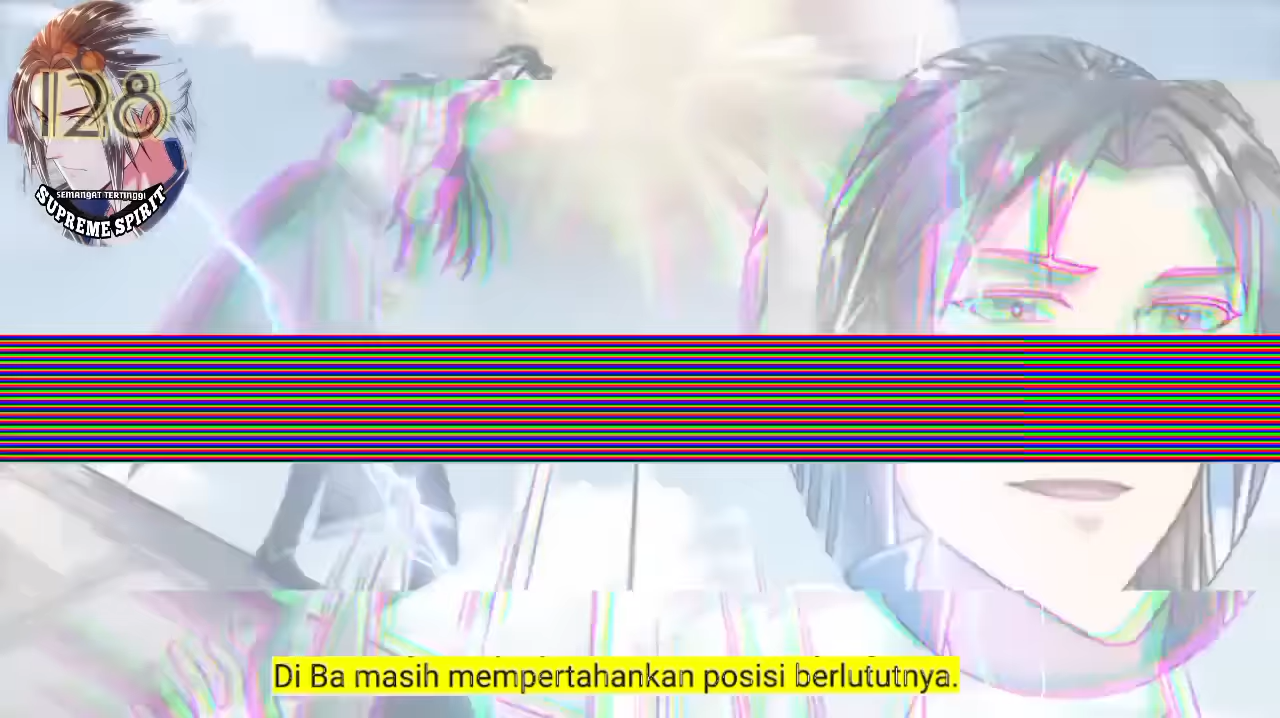 128
SEMANGAT TERTINGGI
SUPREME SPIRIT
Di Ba masih mempertahankan posisi berlututnya.